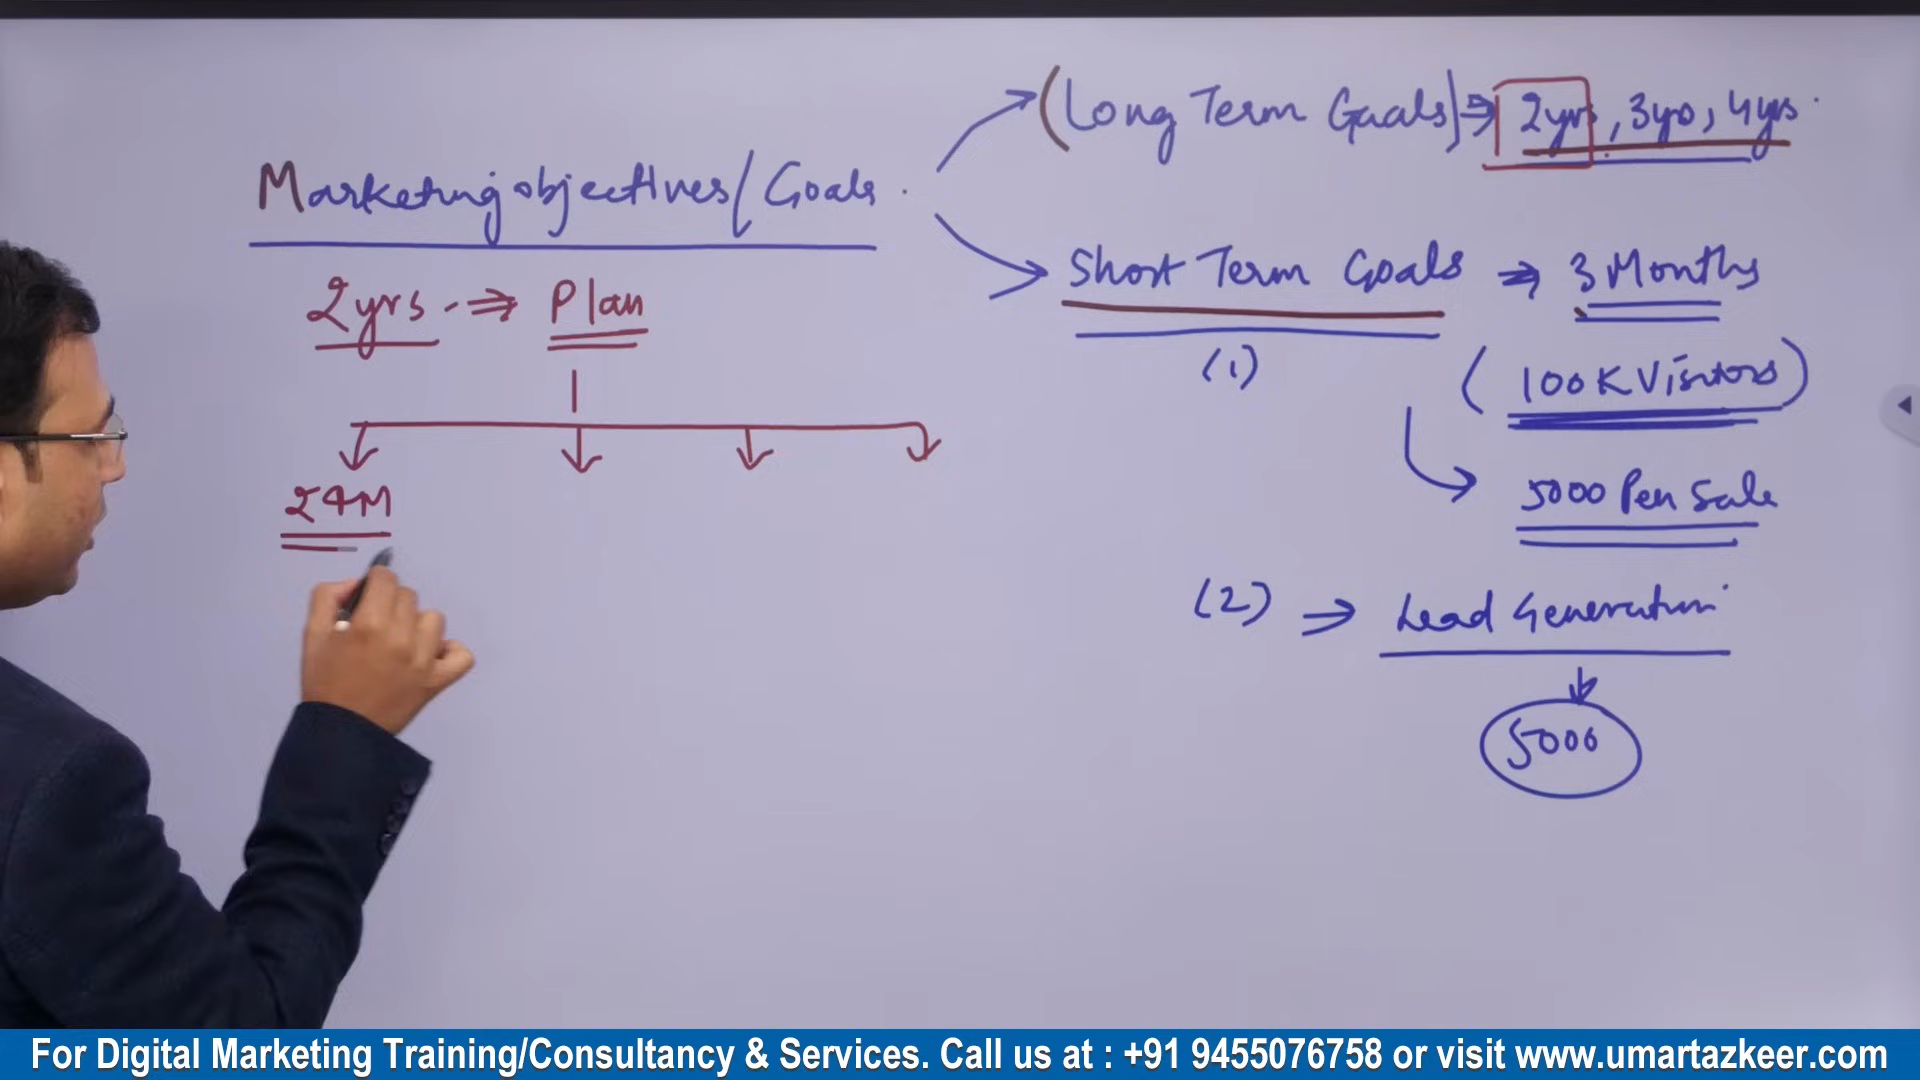 Marketing objectives/Goals.
(Long Term Goals) ⇒ 2yrs, 3yrs, 4yrs.
Short Term Goals ⇒ 3 Months
(1)
(100K Visitors)
5000 Per Sale
(2) ⇒ Lead Generation
5000
2yrs. ⇒ Plan
24M
For Digital Marketing Training/Consultancy & Services. Call us at : +91 9455076758 or visit www.umartazkeer.com